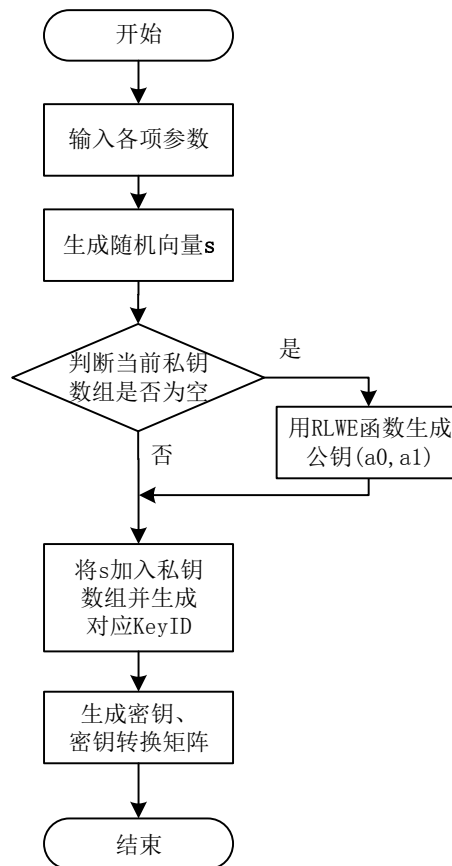 开始
输入各项参数
生成随机向量s
判断当前私钥
数组是否为空
是
用RLWE函数生成
公钥(a0,a1)
否
将s加入私钥
数组并生成
对应KeyID
生成密钥、
密钥转换矩阵
结束